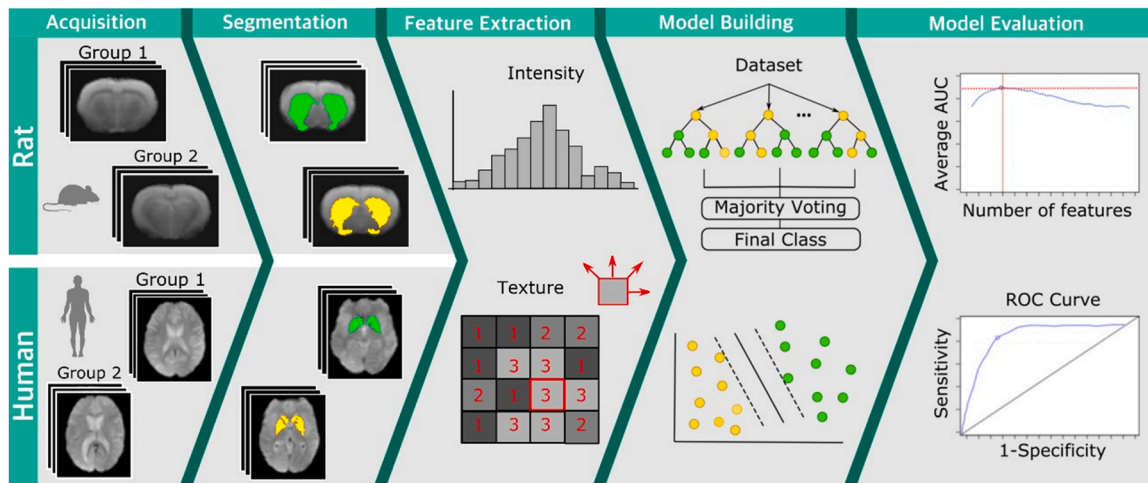 Acquisition
Segmentation
Feature Extraction
Model Building
Model Evaluation
Rat
Group 1
Group 2
Intensity
Dataset
...
Majority Voting
Final Class
Average AUC
Number of features
Human
Group 1
Group 2
Texture
1 1 2 2
1 3 3 1
2 1 3 3
1 3 3 2
ROC Curve
Sensitivity
1-Specificity